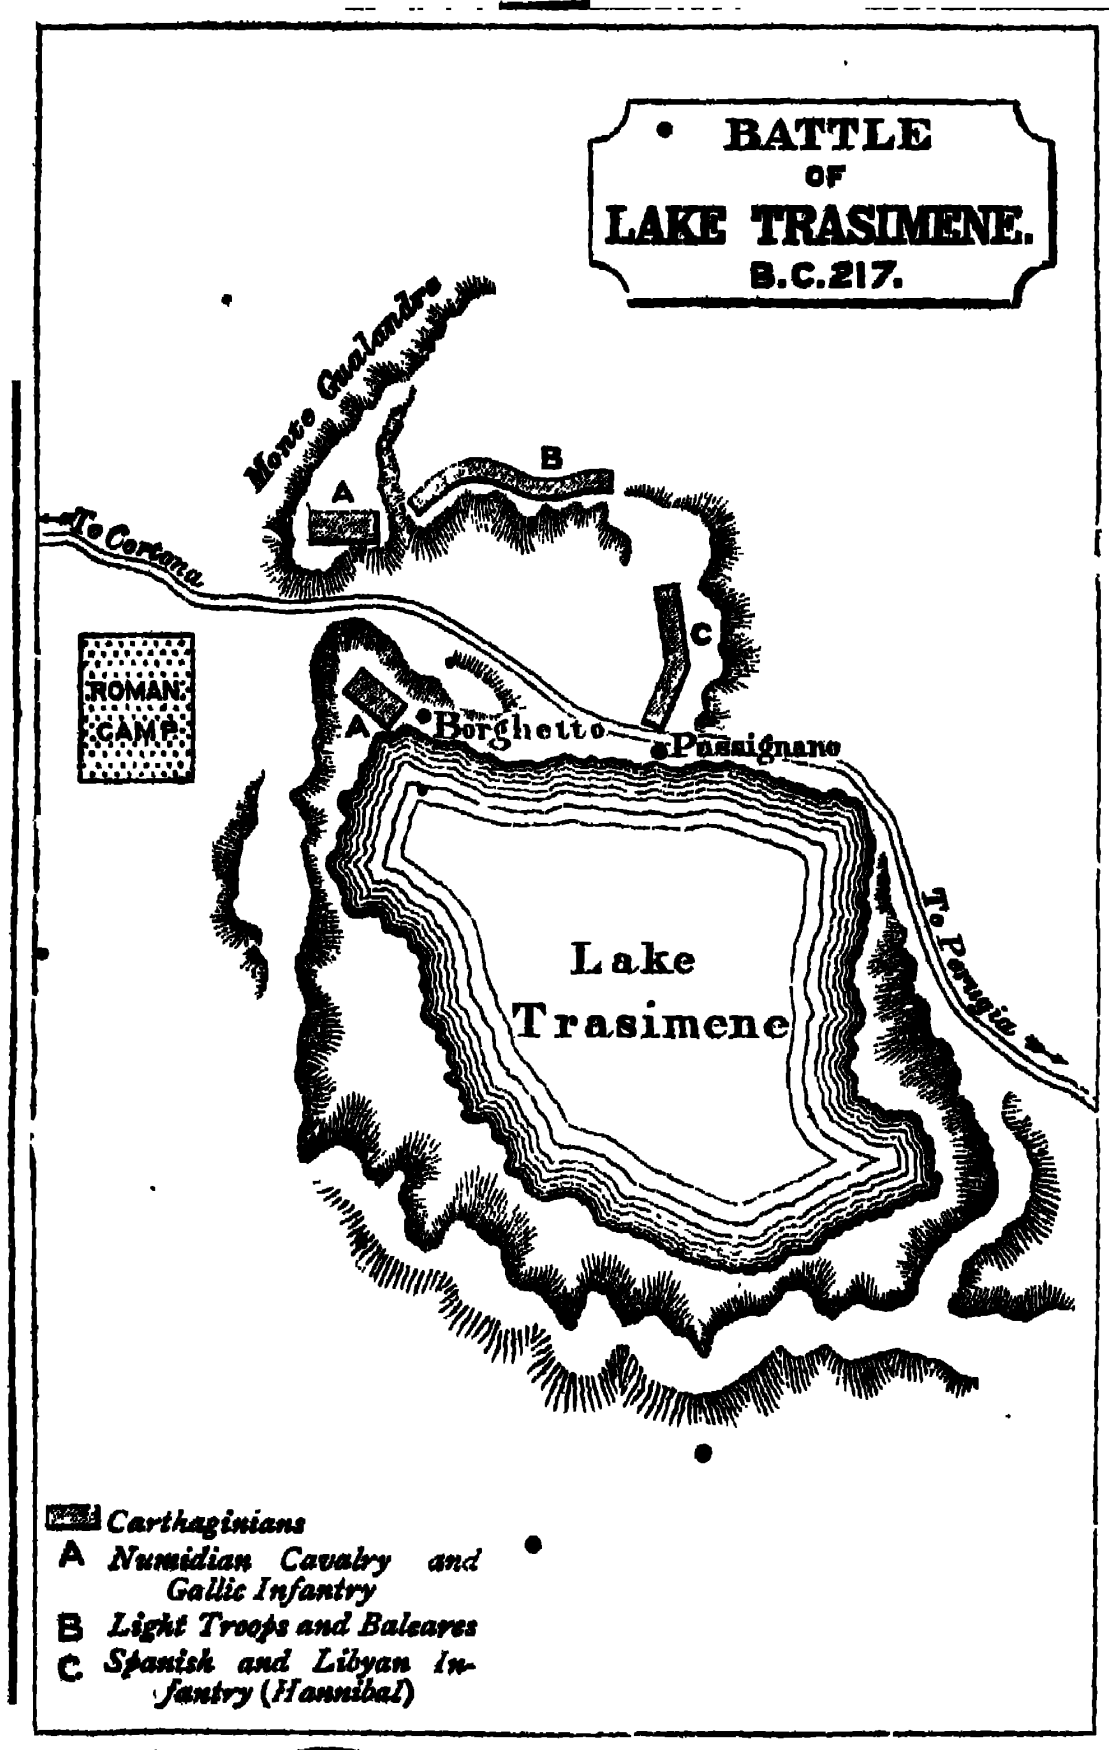 BATTLE
OF
LAKE TRASIMENE.
B.C.217.
Monte Gualandro
B
A
To Cortona
C
ROMAN
CAMP
A
Borghetto
Passignano
Lake
Trasimene
To Perugia
Carthaginians
A Numidian Cavalry and
Gallic Infantry
B Light Troops and Baleares
C Spanish and Libyan In-
fantry (Hannibal)